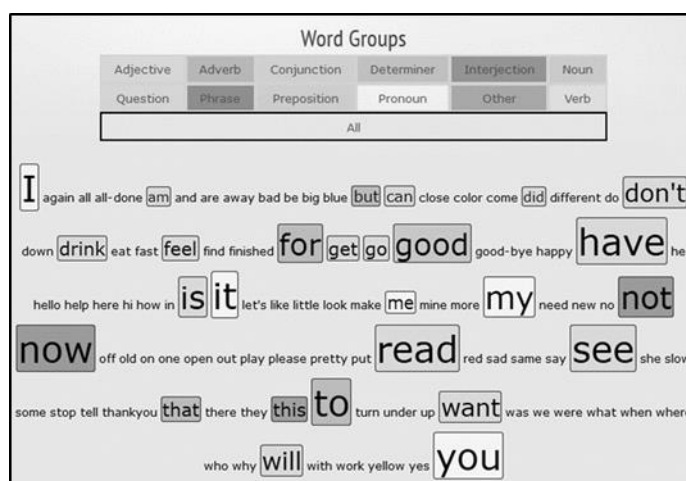 Word Groups
Adjective Adverb Conjunction Determiner Interjection Noun
Question Phrase Preposition Pronoun Other Verb
All
I again all all-done am and are away bad be big blue but can close color come did different do don't
down drink eat fast feel find finished for get go good good-bye happy have he
hello help here hi how in is it let's like little look make me mine more my need new no not
now off old on one open out play please pretty put read red sad same say see she slow
some stop tell thankyou that there they this to turn under up want was we were what when where
who why will with work yellow yes you